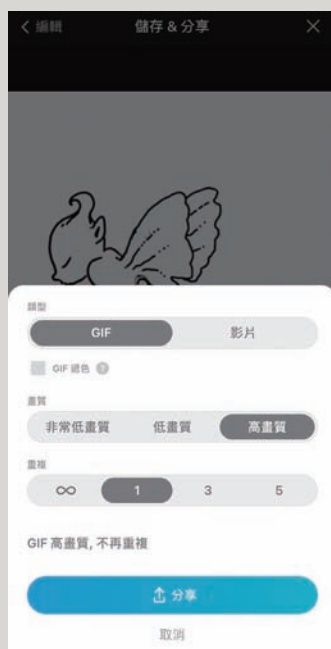 編輯 儲存 & 分享
類型
GIF 影片
GIF 遞色 ?
畫質
非常低畫質 低畫質 高畫質
重複
∞ 1 3 5
GIF 高畫質, 不再重複
分享
取消